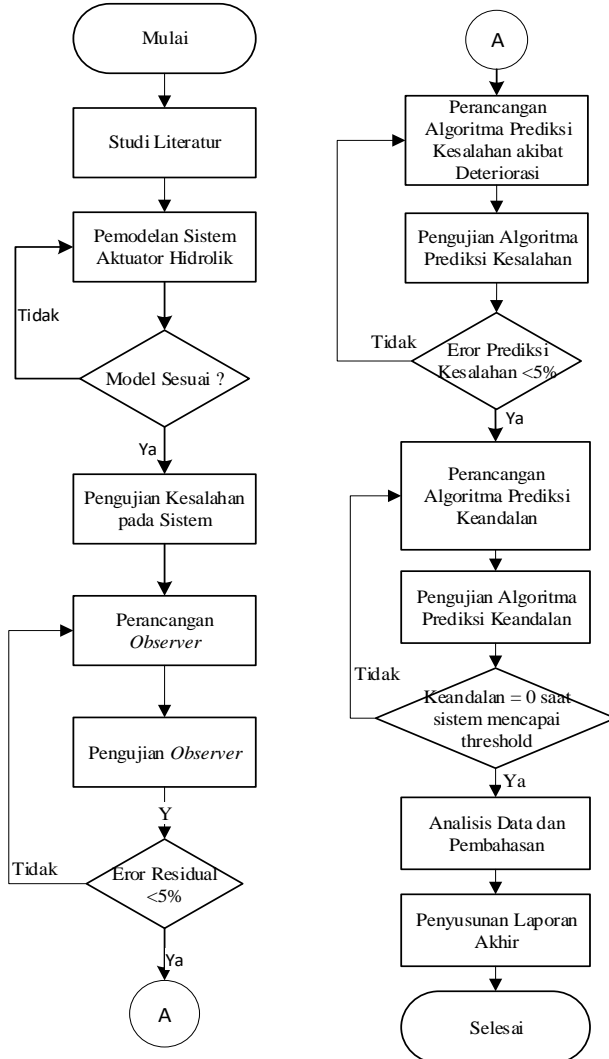 Mulai
Studi Literatur
Pemodelan Sistem
Aktuator Hidrolik
Tidak
Model Sesuai ?
Ya
Pengujian Kesalahan
pada Sistem
Perancangan
Observer
Pengujian Observer
Y
Tidak
Eror Residual
<5%
Ya
A
A
Perancangan
Algoritma Prediksi
Kesalahan akibat
Deteriorasi
Pengujian Algoritma
Prediksi Kesalahan
Tidak
Eror Prediksi
Kesalahan <5%
Ya
Perancangan
Algoritma Prediksi
Keandalan
Pengujian Algoritma
Prediksi Keandalan
Tidak
Keandalan = 0 saat
sistem mencapai
threshold
Ya
Analisis Data dan
Pembahasan
Penyusunan Laporan
Akhir
Selesai